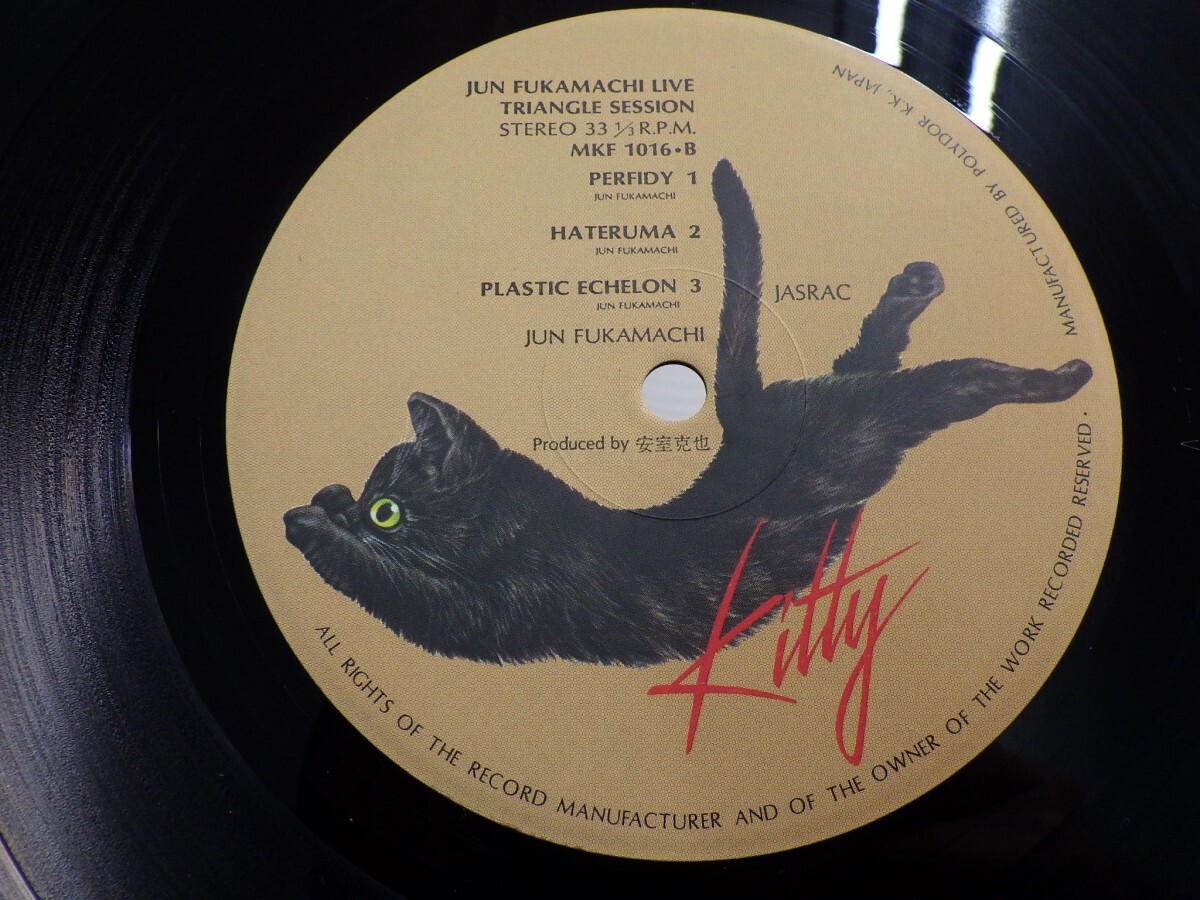 JUN FUKAMACHI LIVE
TRIANGLE SESSION
STEREO 33 1/3 R.P.M.
MKF 1016•B
PERFIDY 1
JUN FUKAMACHI
HATERUMA 2
JUN FUKAMACHI
PLASTIC ECHELON 3
JUN FUKAMACHI
JASRAC
JUN FUKAMACHI
Produced by 安室克也
Kitty
ALL RIGHTS OF THE RECORD MANUFACTURER AND OF THE OWNER OF THE WORK RECORDED RESERVED •
MANUFACTURED BY POLYDOR K.K., JAPAN